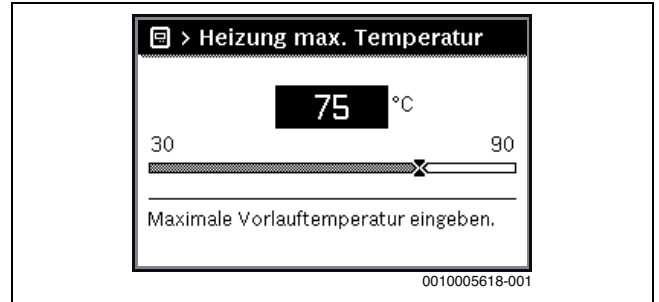 > Heizung max. Temperatur
75 °C
30 90
Maximale Vorlauftemperatur eingeben.
0010005618-001